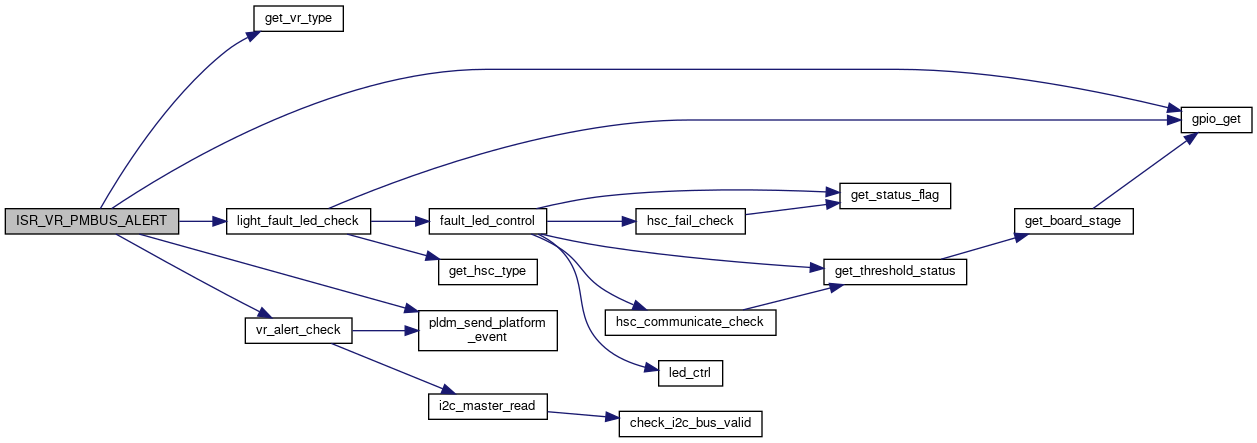 get_vr_type
gpio_get
get_status_flag
ISR_VR_PMBUS_ALERT
light_fault_led_check
fault_led_control
hsc_fail_check
get_board_stage
get_hsc_type
get_threshold_status
vr_alert_check
pldm_send_platform
_event
hsc_communicate_check
led_ctrl
i2c_master_read
check_i2c_bus_valid